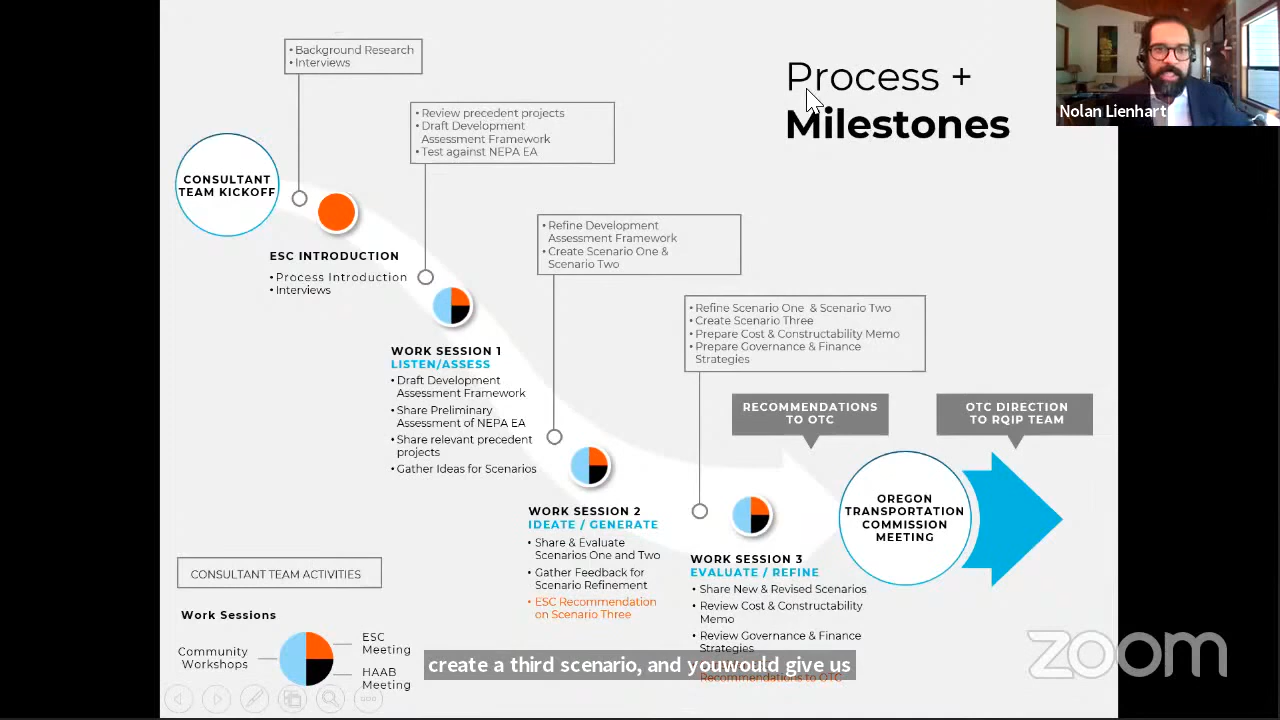 Process +
Milestones
Nolan Lienhart
• Background Research
• Interviews
• Review precedent projects
• Draft Development
Assessment Framework
• Test against NEPA EA
CONSULTANT
TEAM KICKOFF
ESC INTRODUCTION
• Process Introduction
• Interviews
• Refine Development
Assessment Framework
• Create Scenario One &
Scenario Two
• Refine Scenario One & Scenario Two
• Create Scenario Three
• Prepare Cost & Constructability Memo
• Prepare Governance & Finance
Strategies
WORK SESSION 1
LISTEN/ASSESS
• Draft Development
Assessment Framework
• Share Preliminary
Assessment of NEPA EA
• Share relevant precedent
projects
• Gather Ideas for Scenarios
RECOMMENDATIONS
TO OTC
OTC DIRECTION
TO RQIP TEAM
OREGON
TRANSPORTATION
COMMISSION
MEETING
WORK SESSION 2
IDEATE / GENERATE
• Share & Evaluate
Scenarios One and Two
• Gather Feedback for
Scenario Refinement
• ESC Recommendation
on Scenario Three
WORK SESSION 3
EVALUATE / REFINE
• Share New & Revised Scenarios
• Review Cost & Constructability
Memo
• Review Governance & Finance
Strategies
Recommendations to OTC
CONSULTANT TEAM ACTIVITIES
Work Sessions
Community
Workshops
ESC
Meeting
HAAB
Meeting
create a third scenario, and you would give us
zoom